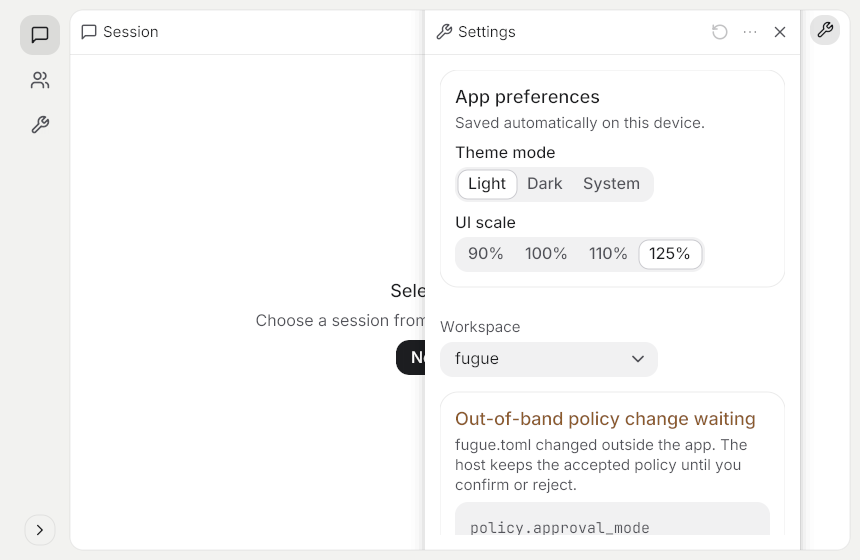 Session
Settings
App preferences
Saved automatically on this device.
Theme mode
Light Dark System
UI scale
90% 100% 110% 125%
Sele
Choose a session from
Workspace
fugue
Out-of-band policy change waiting
fugue.toml changed outside the app. The
host keeps the accepted policy until you
confirm or reject.
policy.approval_mode